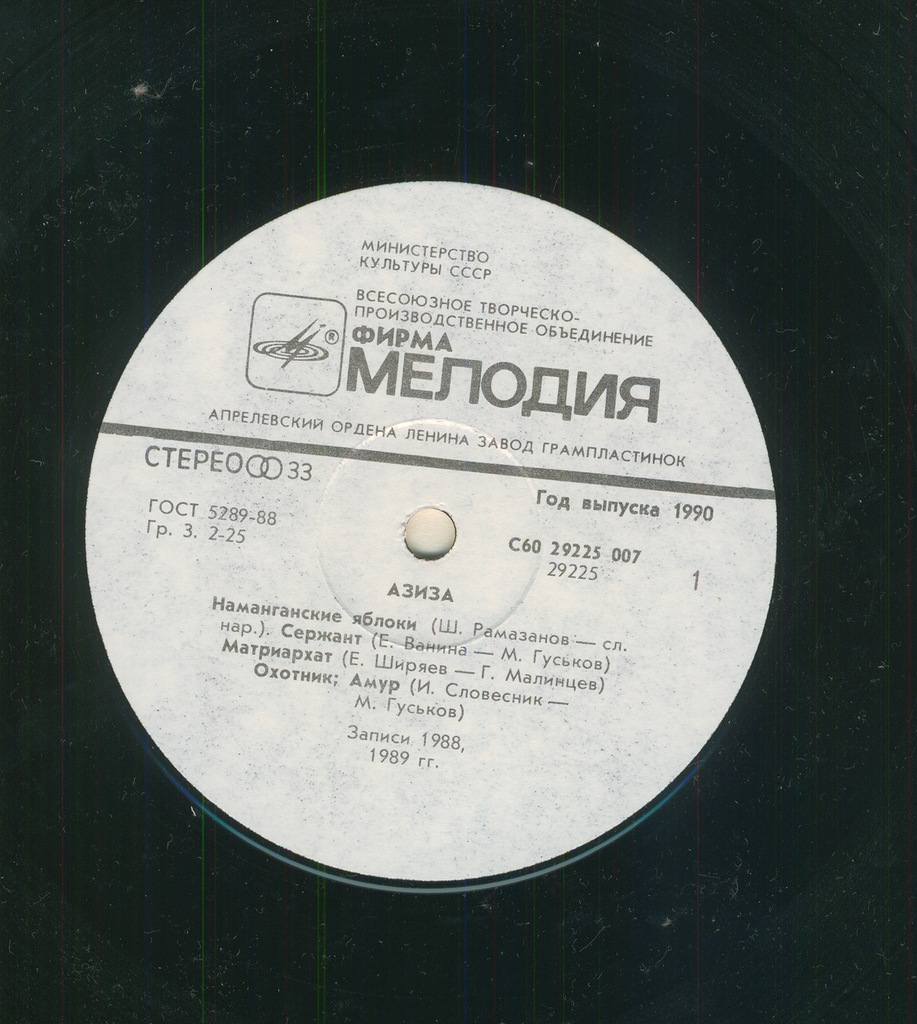 МИНИСТЕРСТВО
КУЛЬТУРЫ СССР
ВСЕСОЮЗНОЕ ТВОРЧЕСКО-
ПРОИЗВОДСТВЕННОЕ ОБЪЕДИНЕНИЕ
ФИРМА
®
МЕЛОДИЯ
АПРЕЛЕВСКИЙ ОРДЕНА ЛЕНИНА ЗАВОД ГРАМПЛАСТИНОК
СТЕРЕО 33
Год выпуска 1990
ГОСТ 5289-88
Гр. 3. 2-25
С60 29225 007
29225
1
АЗИЗА
Наманганские яблоки (Ш. Рамазанов — сл.
нар.). Сержант (Е. Ванина — М. Гуськов)
Матриархат (Е. Ширяев — Г. Малинцев)
Охотник; Амур (И. Словесник —
М. Гуськов)
Записи 1988,
1989 гг.